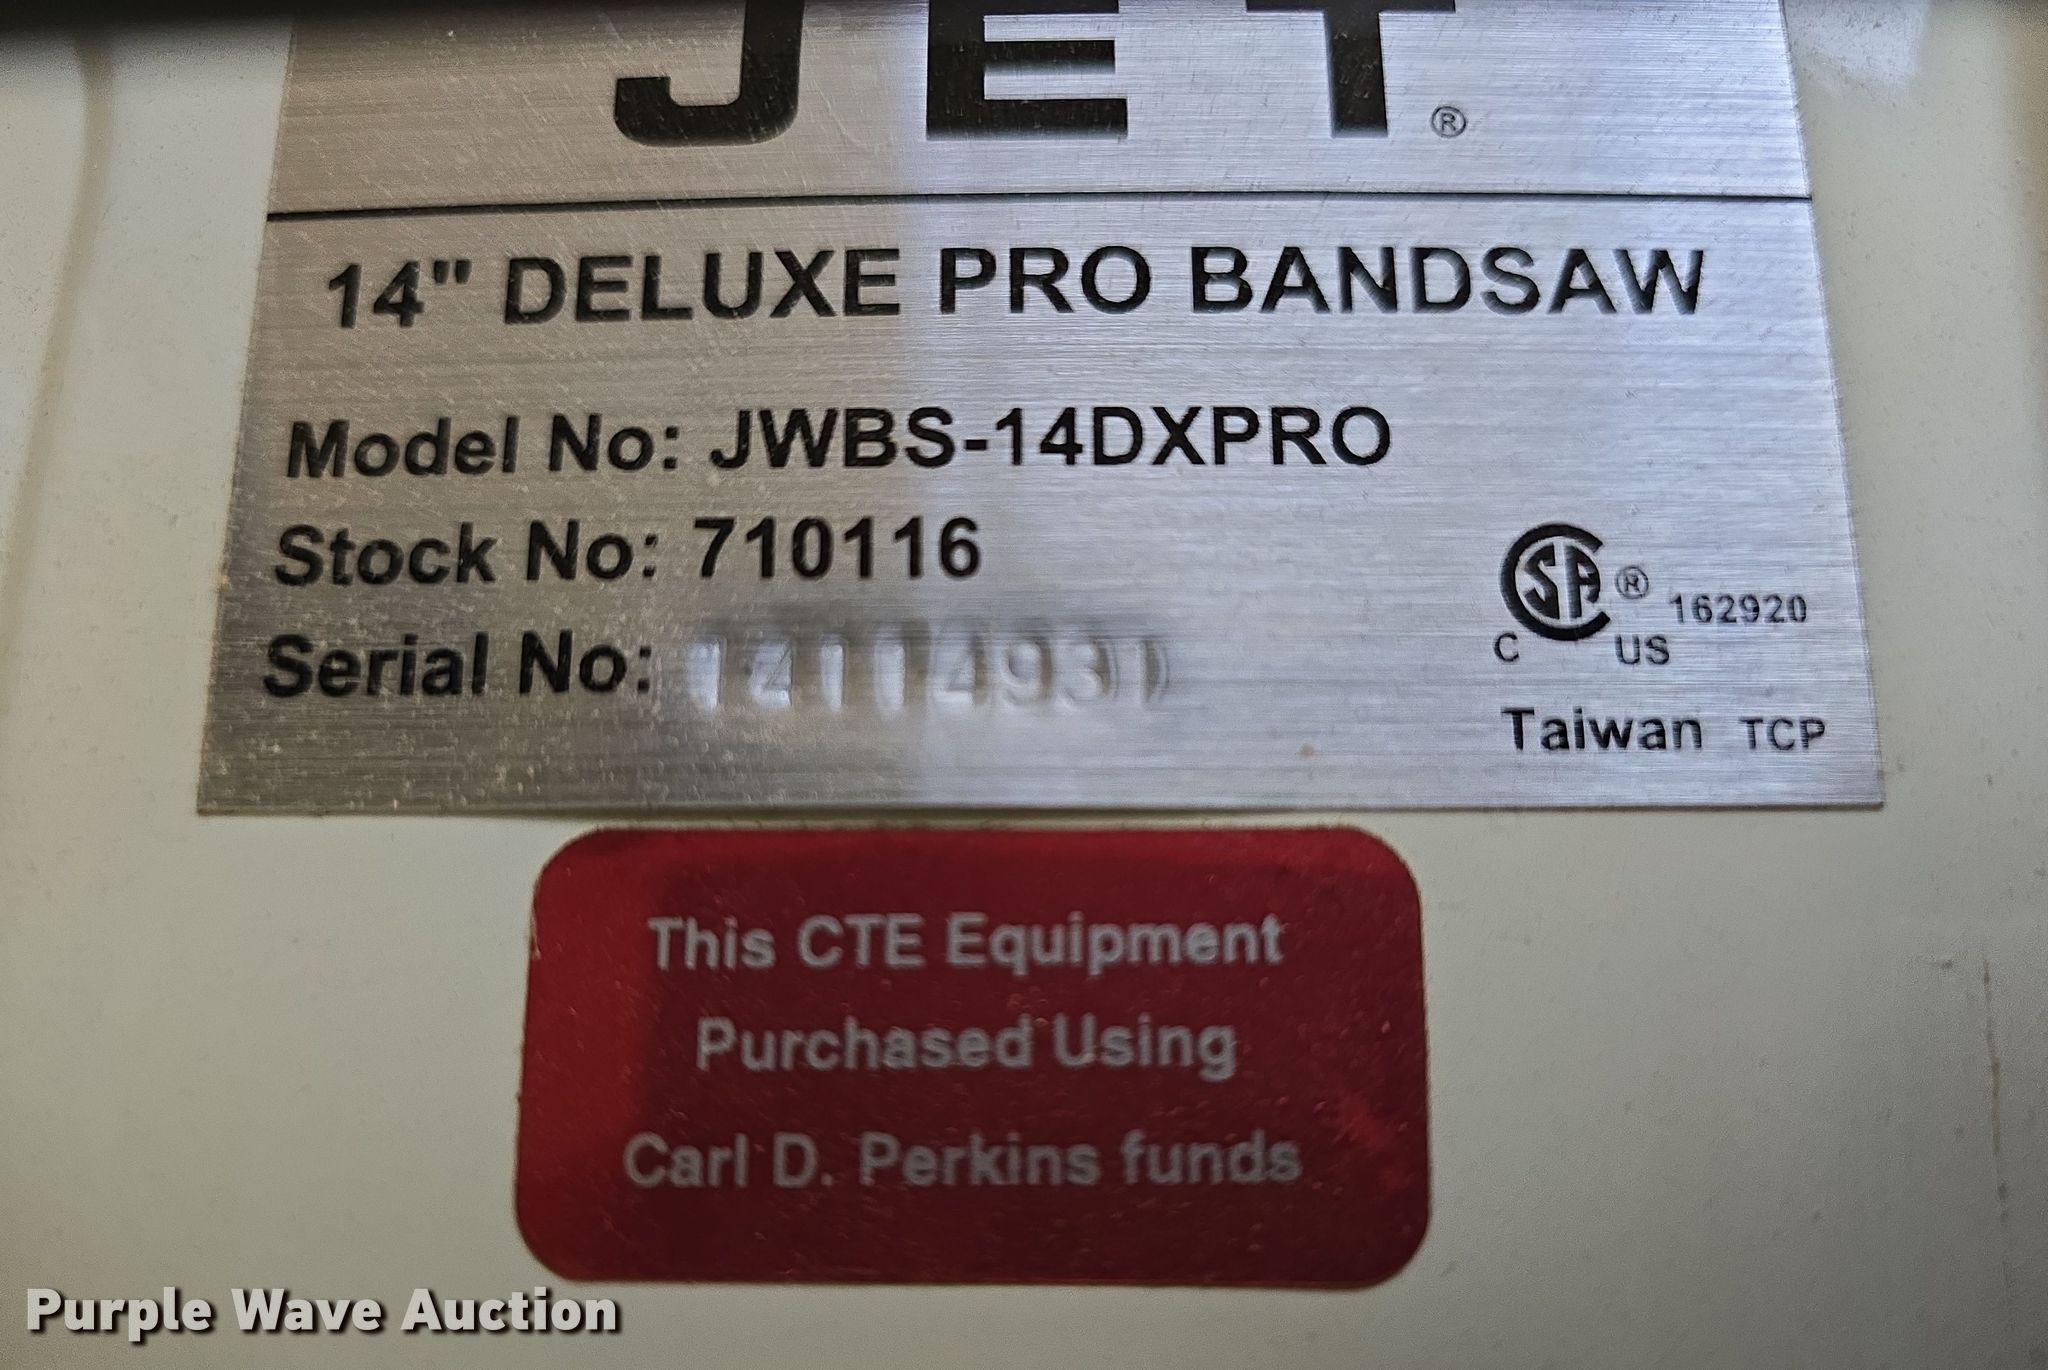 JET®
14" DELUXE PRO BANDSAW
Model No: JWBS-14DXPRO
Stock No: 710116
Serial No:
CSA® 162920
C US
Taiwan TCP
This CTE Equipment
Purchased Using
Carl D. Perkins funds
Purple Wave Auction